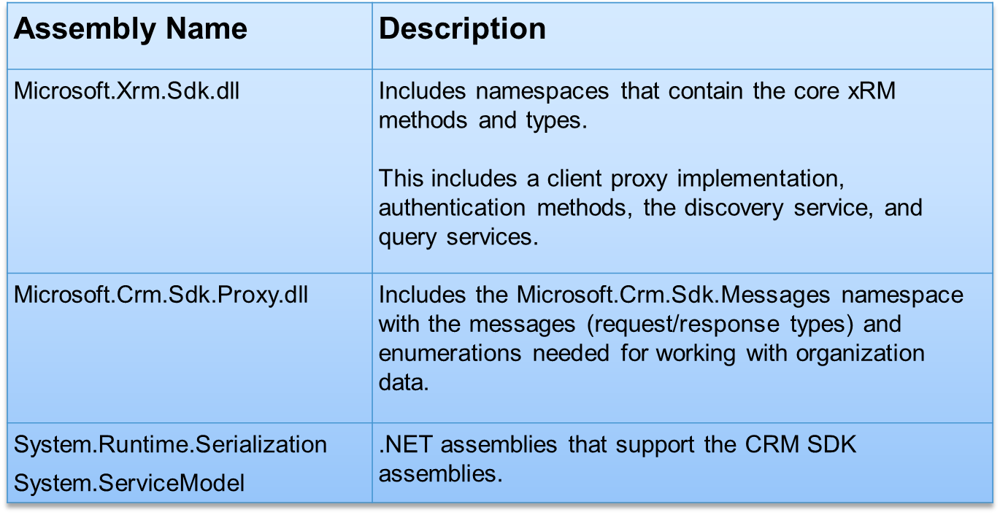 Assembly Name
Description
Microsoft.Xrm.Sdk.dll
Includes namespaces that contain the core xRM
methods and types.
This includes a client proxy implementation,
authentication methods, the discovery service, and
query services.
Microsoft.Crm.Sdk.Proxy.dll
Includes the Microsoft.Crm.Sdk.Messages namespace
with the messages (request/response types) and
enumerations needed for working with organization
data.
System.Runtime.Serialization
System.ServiceModel
.NET assemblies that support the CRM SDK
assemblies.